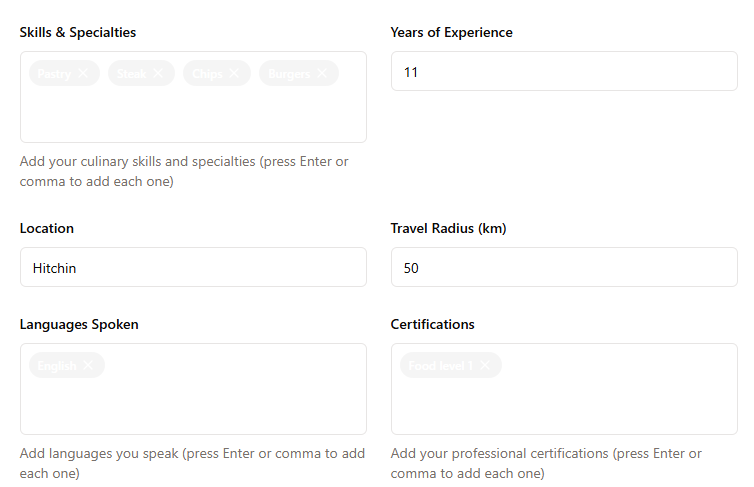 Skills & Specialties
Pastry ×  Steak ×  Chips ×  Burgers ×
Add your culinary skills and specialties (press Enter or
comma to add each one)
Years of Experience
11
Location
Hitchin
Travel Radius (km)
50
Languages Spoken
English ×
Add languages you speak (press Enter or comma to add
each one)
Certifications
Food level 1 ×
Add your professional certifications (press Enter or
comma to add each one)